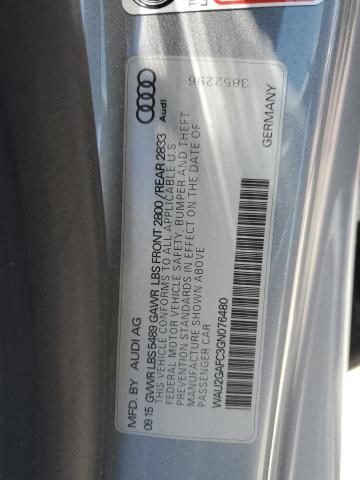 MFD. BY AUDI AG
09 15 GVWR LBS 5489 GAWR LBS FRONT 2800 / REAR 2833
THIS VEHICLE CONFORMS TO ALL APPLICABLE U S
FEDERAL MOTOR VEHICLE SAFETY, BUMPER AND THEFT
PREVENTION STANDARDS IN EFFECT ON THE DATE OF
MANUFACTURE SHOWN ABOVE
PASSENGER CAR
WAU2GAFC3GN076480
Audi
3852296
GERMANY